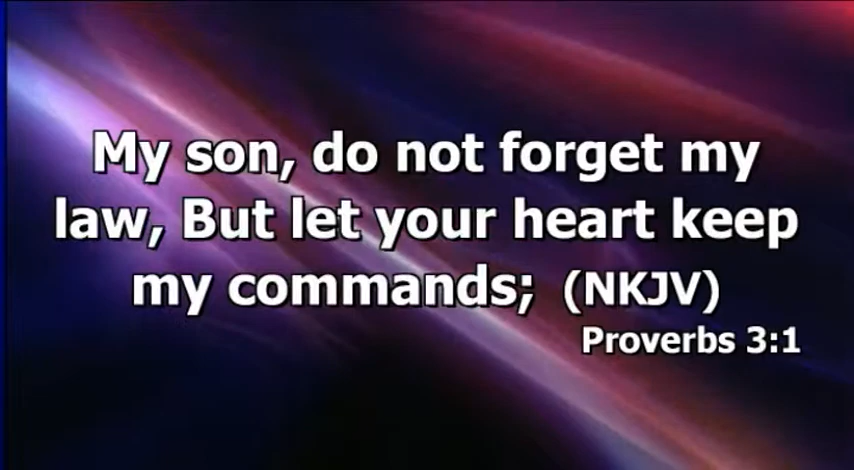 My son, do not forget my
law, But let your heart keep
my commands; (NKJV)
Proverbs 3:1